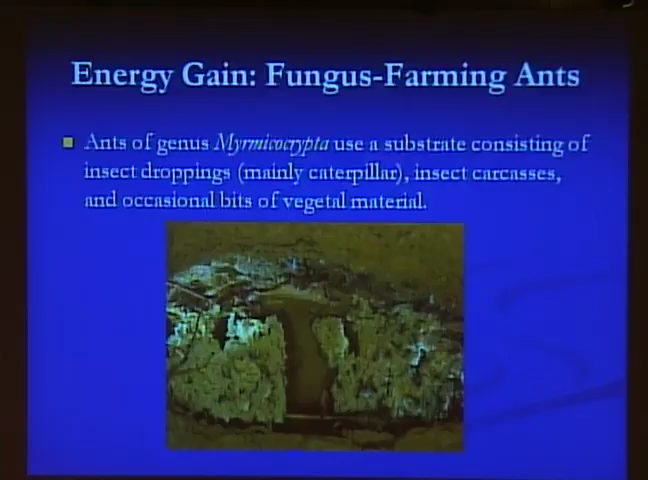 Energy Gain: Fungus-Farming Ants
Ants of genus Myrmicocrypta use a substrate consisting of
insect droppings (mainly caterpillar), insect carcasses,
and occasional bits of vegetal material.